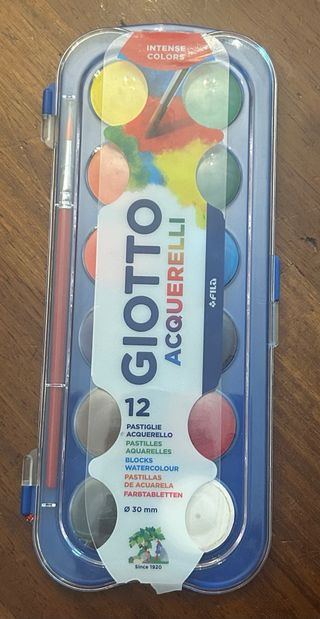 INTENSE
COLORS
GIOTTO
ACQUERELLI
FILA
12
PASTIGLIE
ACQUERELLO
PASTILLES
AQUARELLES
BLOCKS
WATERCOLOUR
PASTILLAS
DE ACUARELA
FARBTABLETTEN
Ø 30 mm
Since 1920